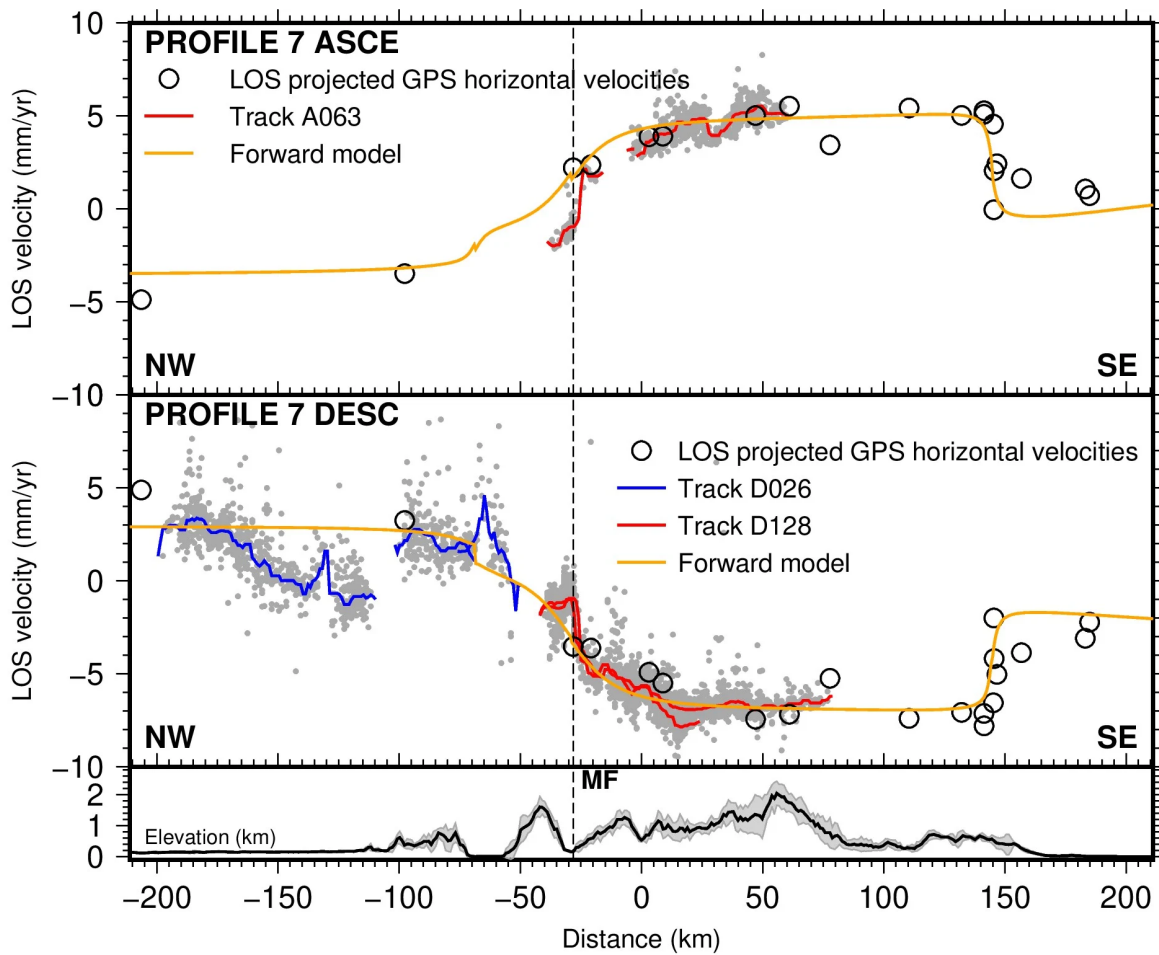 10
5
0
−5
−10
LOS velocity (mm/yr)
PROFILE 7 ASCE
LOS projected GPS horizontal velocities
Track A063
Forward model
NW
SE
5
0
−5
−10
LOS velocity (mm/yr)
PROFILE 7 DESC
LOS projected GPS horizontal velocities
Track D026
Track D128
Forward model
NW
SE
MF
2
1
0
Elevation (km)
−200 −150 −100 −50 0 50 100 150 200
Distance (km)